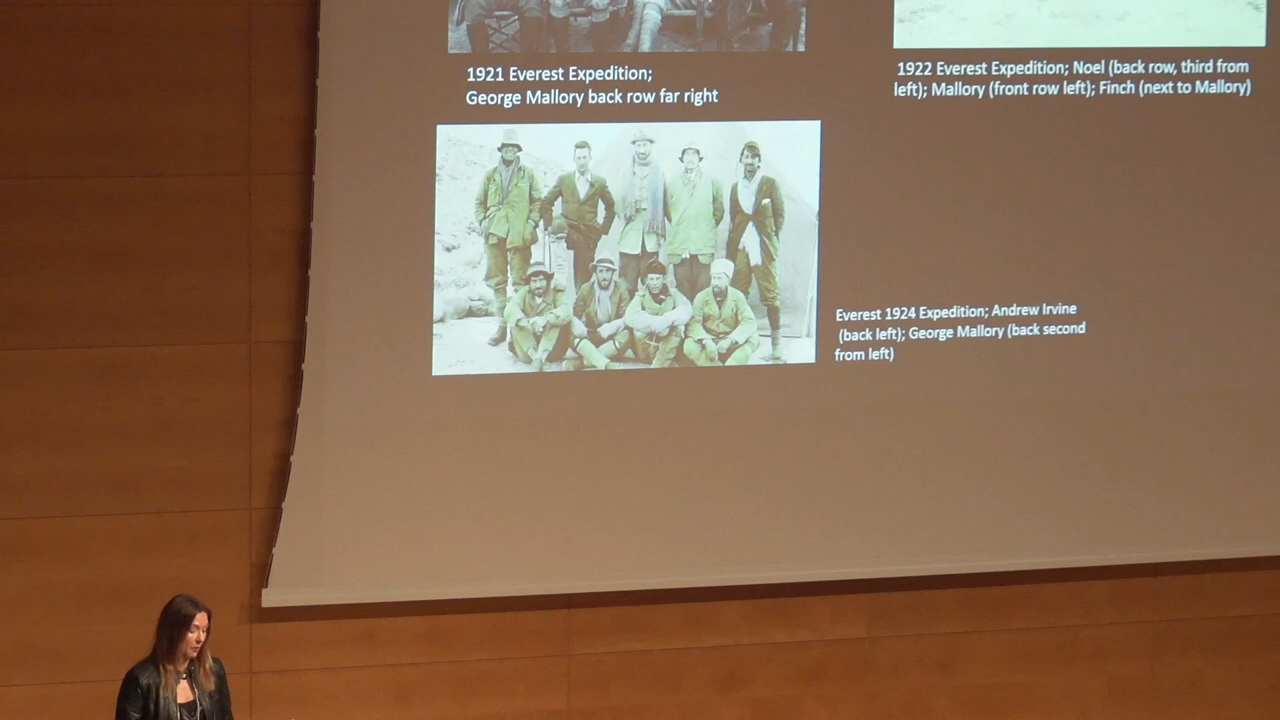 1921 Everest Expedition;
George Mallory back row far right
1922 Everest Expedition; Noel (back row, third from
left); Mallory (front row left); Finch (next to Mallory)
Everest 1924 Expedition; Andrew Irvine
(back left); George Mallory (back second
from left)